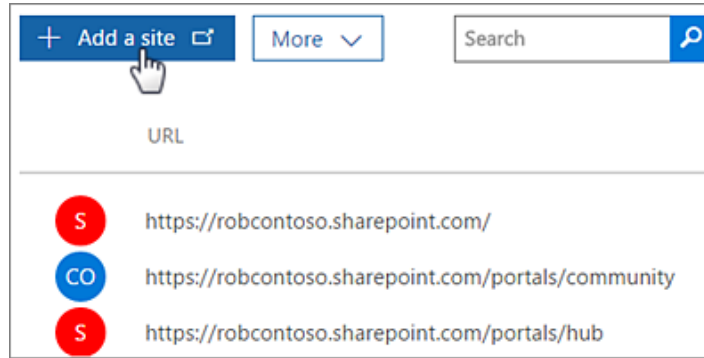 + Add a site More Search
URL
S https://robcontoso.sharepoint.com/
CO https://robcontoso.sharepoint.com/portals/community
S https://robcontoso.sharepoint.com/portals/hub